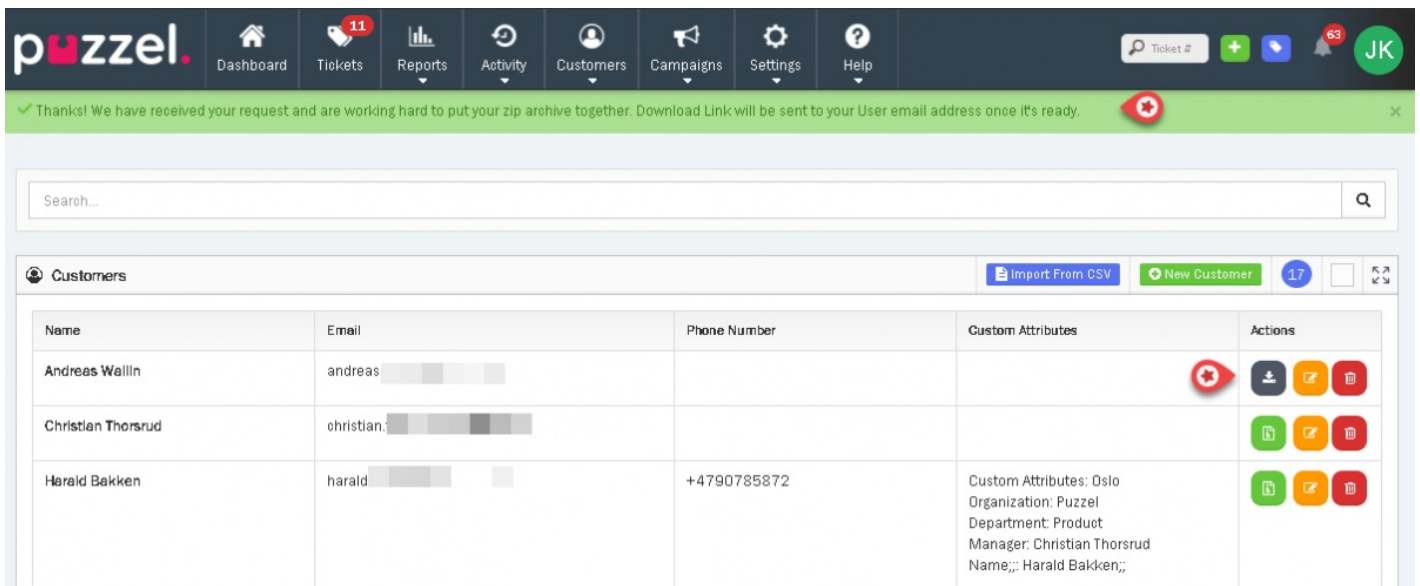 puzzel.
Dashboard
11
Tickets
Reports
Activity
Customers
Campaigns
Settings
Help
Ticket #
63
JK
Thanks! We have received your request and are working hard to put your zip archive together. Download Link will be sent to your User email address once it's ready.
×
Search...
Customers
Import From CSV
New Customer
17
Name Email Phone Number Custom Attributes Actions
Andreas Wallin andreas
Christian Thorsrud christian.
Harald Bakken harald +4790785872 Custom Attributes: Oslo
Organization: Puzzel
Department: Product
Manager: Christian Thorsrud
Name;;: Harald Bakken;;